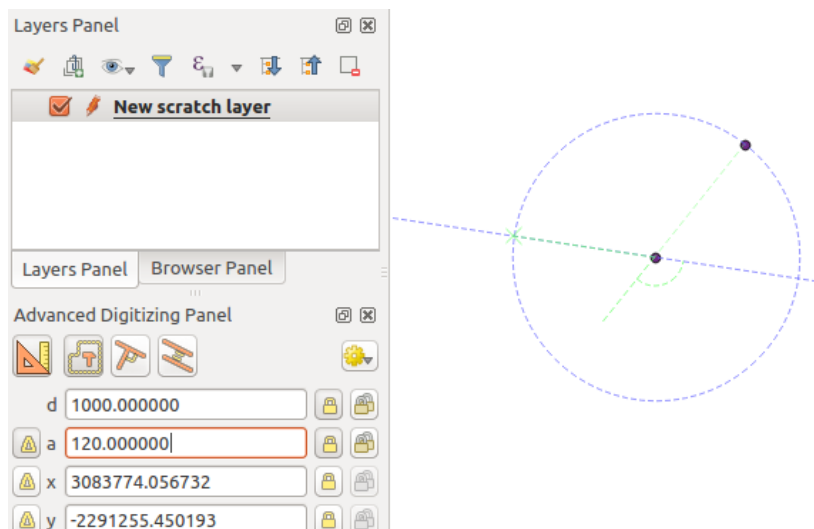 Layers Panel
New scratch layer
Layers Panel Browser Panel
Advanced Digitizing Panel
d 1000.000000
a 120.000000
x 3083774.056732
y -2291255.450193